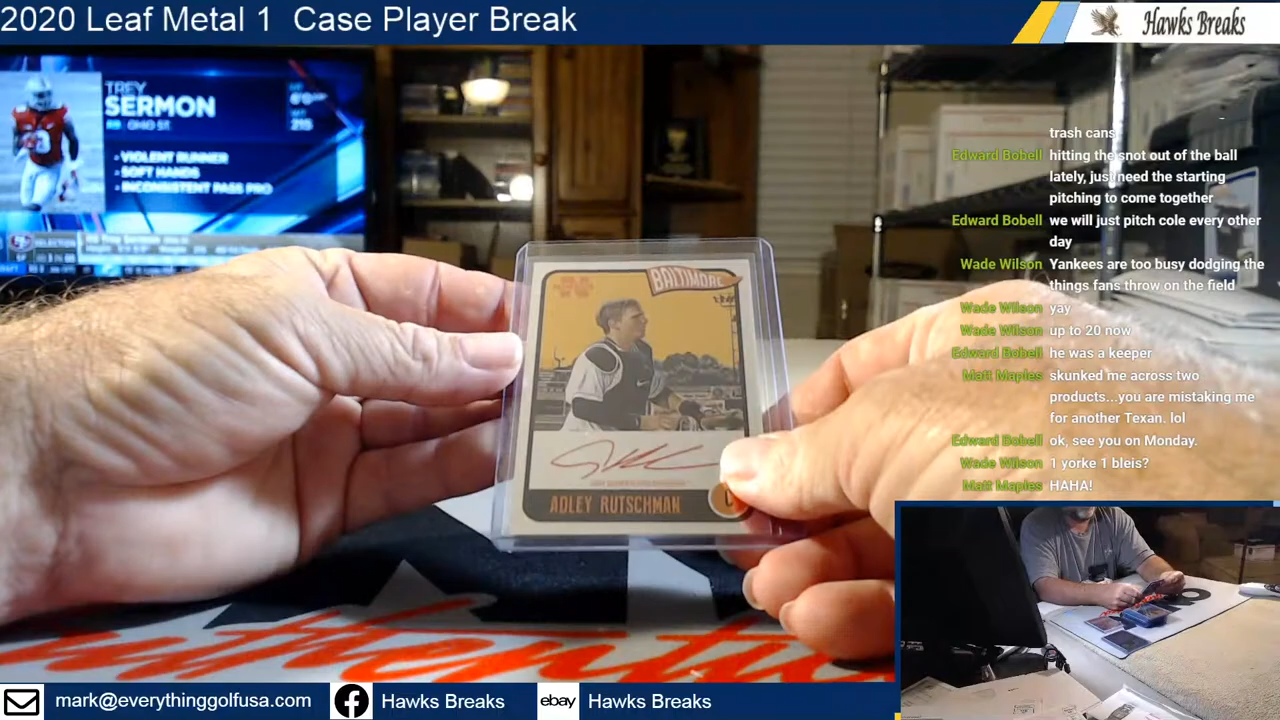 2020 Leaf Metal 1 Case Player Break
Hawks Breaks
TREY
SERMON
OHIO ST.
215
- VIOLENT RUNNER
- SOFT HANDS
- INCONSISTENT PASS PRO
trash cans
Edward Bobell hitting the snot out of the ball
lately, just need the starting
pitching to come together
Edward Bobell we will just pitch cole every other
day
Wade Wilson Yankees are too busy dodging the
things fans throw on the field
Wade Wilson yay
Wade Wilson up to 20 now
Edward Bobell he was a keeper
Matt Maples skunked me across two
products...you are mistaking me
for another Texan. lol
Edward Bobell ok, see you on Monday.
Wade Wilson 1 yorke 1 bleis?
Matt Maples HAHA!
BALTIMORE
ADLEY RUTSCHMAN
mark@everythinggolfusa.com
Hawks Breaks
ebay
Hawks Breaks